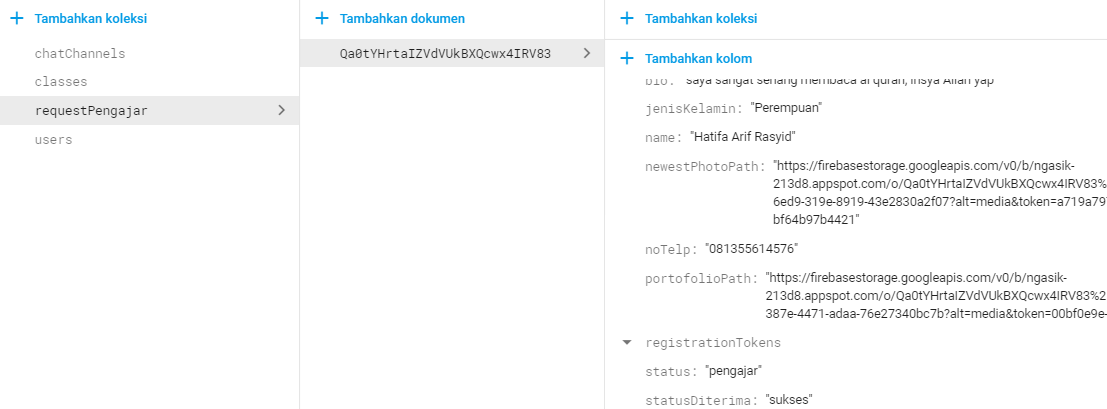 Tambahkan koleksi
chatChannels
classes
requestPengajar
users
Tambahkan dokumen
Qa0tYHrtaIZVdVUkBXQcwx4IRV83
Tambahkan koleksi
Tambahkan kolom
bio: "saya sangat senang membaca al quran, insya Allah yap
jenisKelamin: "Perempuan"
name: "Hatifa Arif Rasyid"
newestPhotoPath: "https://firebasestorage.googleapis.com/v0/b/ngasik-
213d8.appspot.com/o/Qa0tYHrtaIZVdVUkBXQcwx4IRV83%
6ed9-319e-8919-43e2830a2f07?alt=media&token=a719a79
bf64b97b4421"
noTelp: "081355614576"
portofolioPath: "https://firebasestorage.googleapis.com/v0/b/ngasik-
213d8.appspot.com/o/Qa0tYHrtaIZVdVUkBXQcwx4IRV83%2
387e-4471-adaa-76e27340bc7b?alt=media&token=00bf0e9e-
registrationTokens
status: "pengajar"
statusDiterima: "sukses"